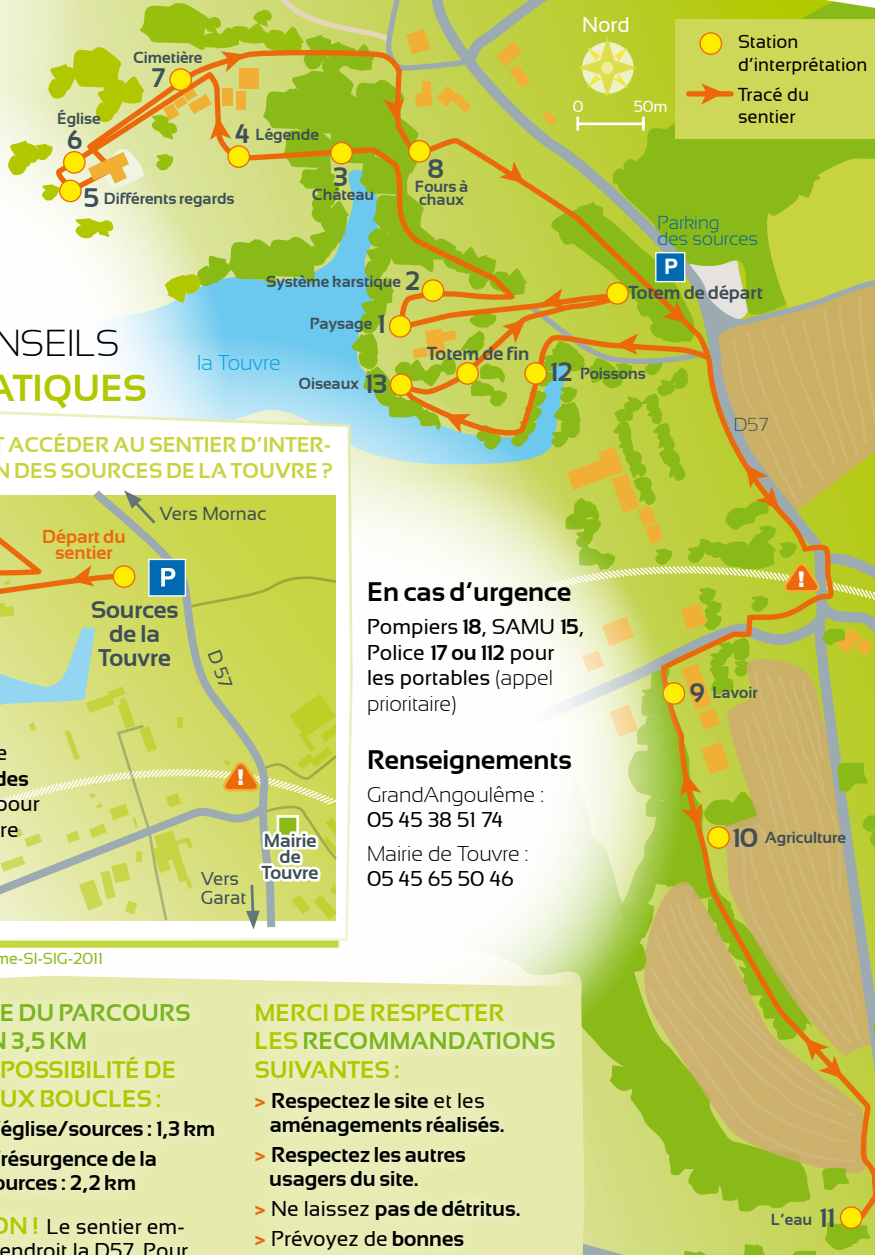 Nord
0 50m
Station
d'interprétation
Tracé du
sentier
Cimetière
7
Église
6
5 Différents regards
4 Légende
3
Château
8
Fours à
chaux
Parking
des sources
P
Totem de départ
Système karstique 2
Paysage 1
Totem de fin
la Touvre
Oiseaux 13
12 Poissons
D57
!
9 Lavoir
10 Agriculture
L'eau 11
NSEILS
ATIQUES
T ACCÉDER AU SENTIER D'INTER-
N DES SOURCES DE LA TOUVRE ?
Vers Mornac
Départ du
sentier
P
Sources
de la
Touvre
D 57
e
des
pour
re
!
Mairie
de
Touvre
Vers
Garat
me-SI-SIG-2011
En cas d'urgence
Pompiers 18, SAMU 15,
Police 17 ou 112 pour
les portables (appel
prioritaire)
Renseignements
GrandAngoulême :
05 45 38 51 74
Mairie de Touvre :
05 45 65 50 46
E DU PARCOURS
N 3,5 KM
POSSIBILITÉ DE
UX BOUCLES :
'église/sources : 1,3 km
résurgence de la
ources : 2,2 km
ON ! Le sentier em-
endroit la D57. Pour
MERCI DE RESPECTER
LES RECOMMANDATIONS
SUIVANTES :
> Respectez le site et les
aménagements réalisés.
> Respectez les autres
usagers du site.
> Ne laissez pas de détritus.
> Prévoyez de bonnes